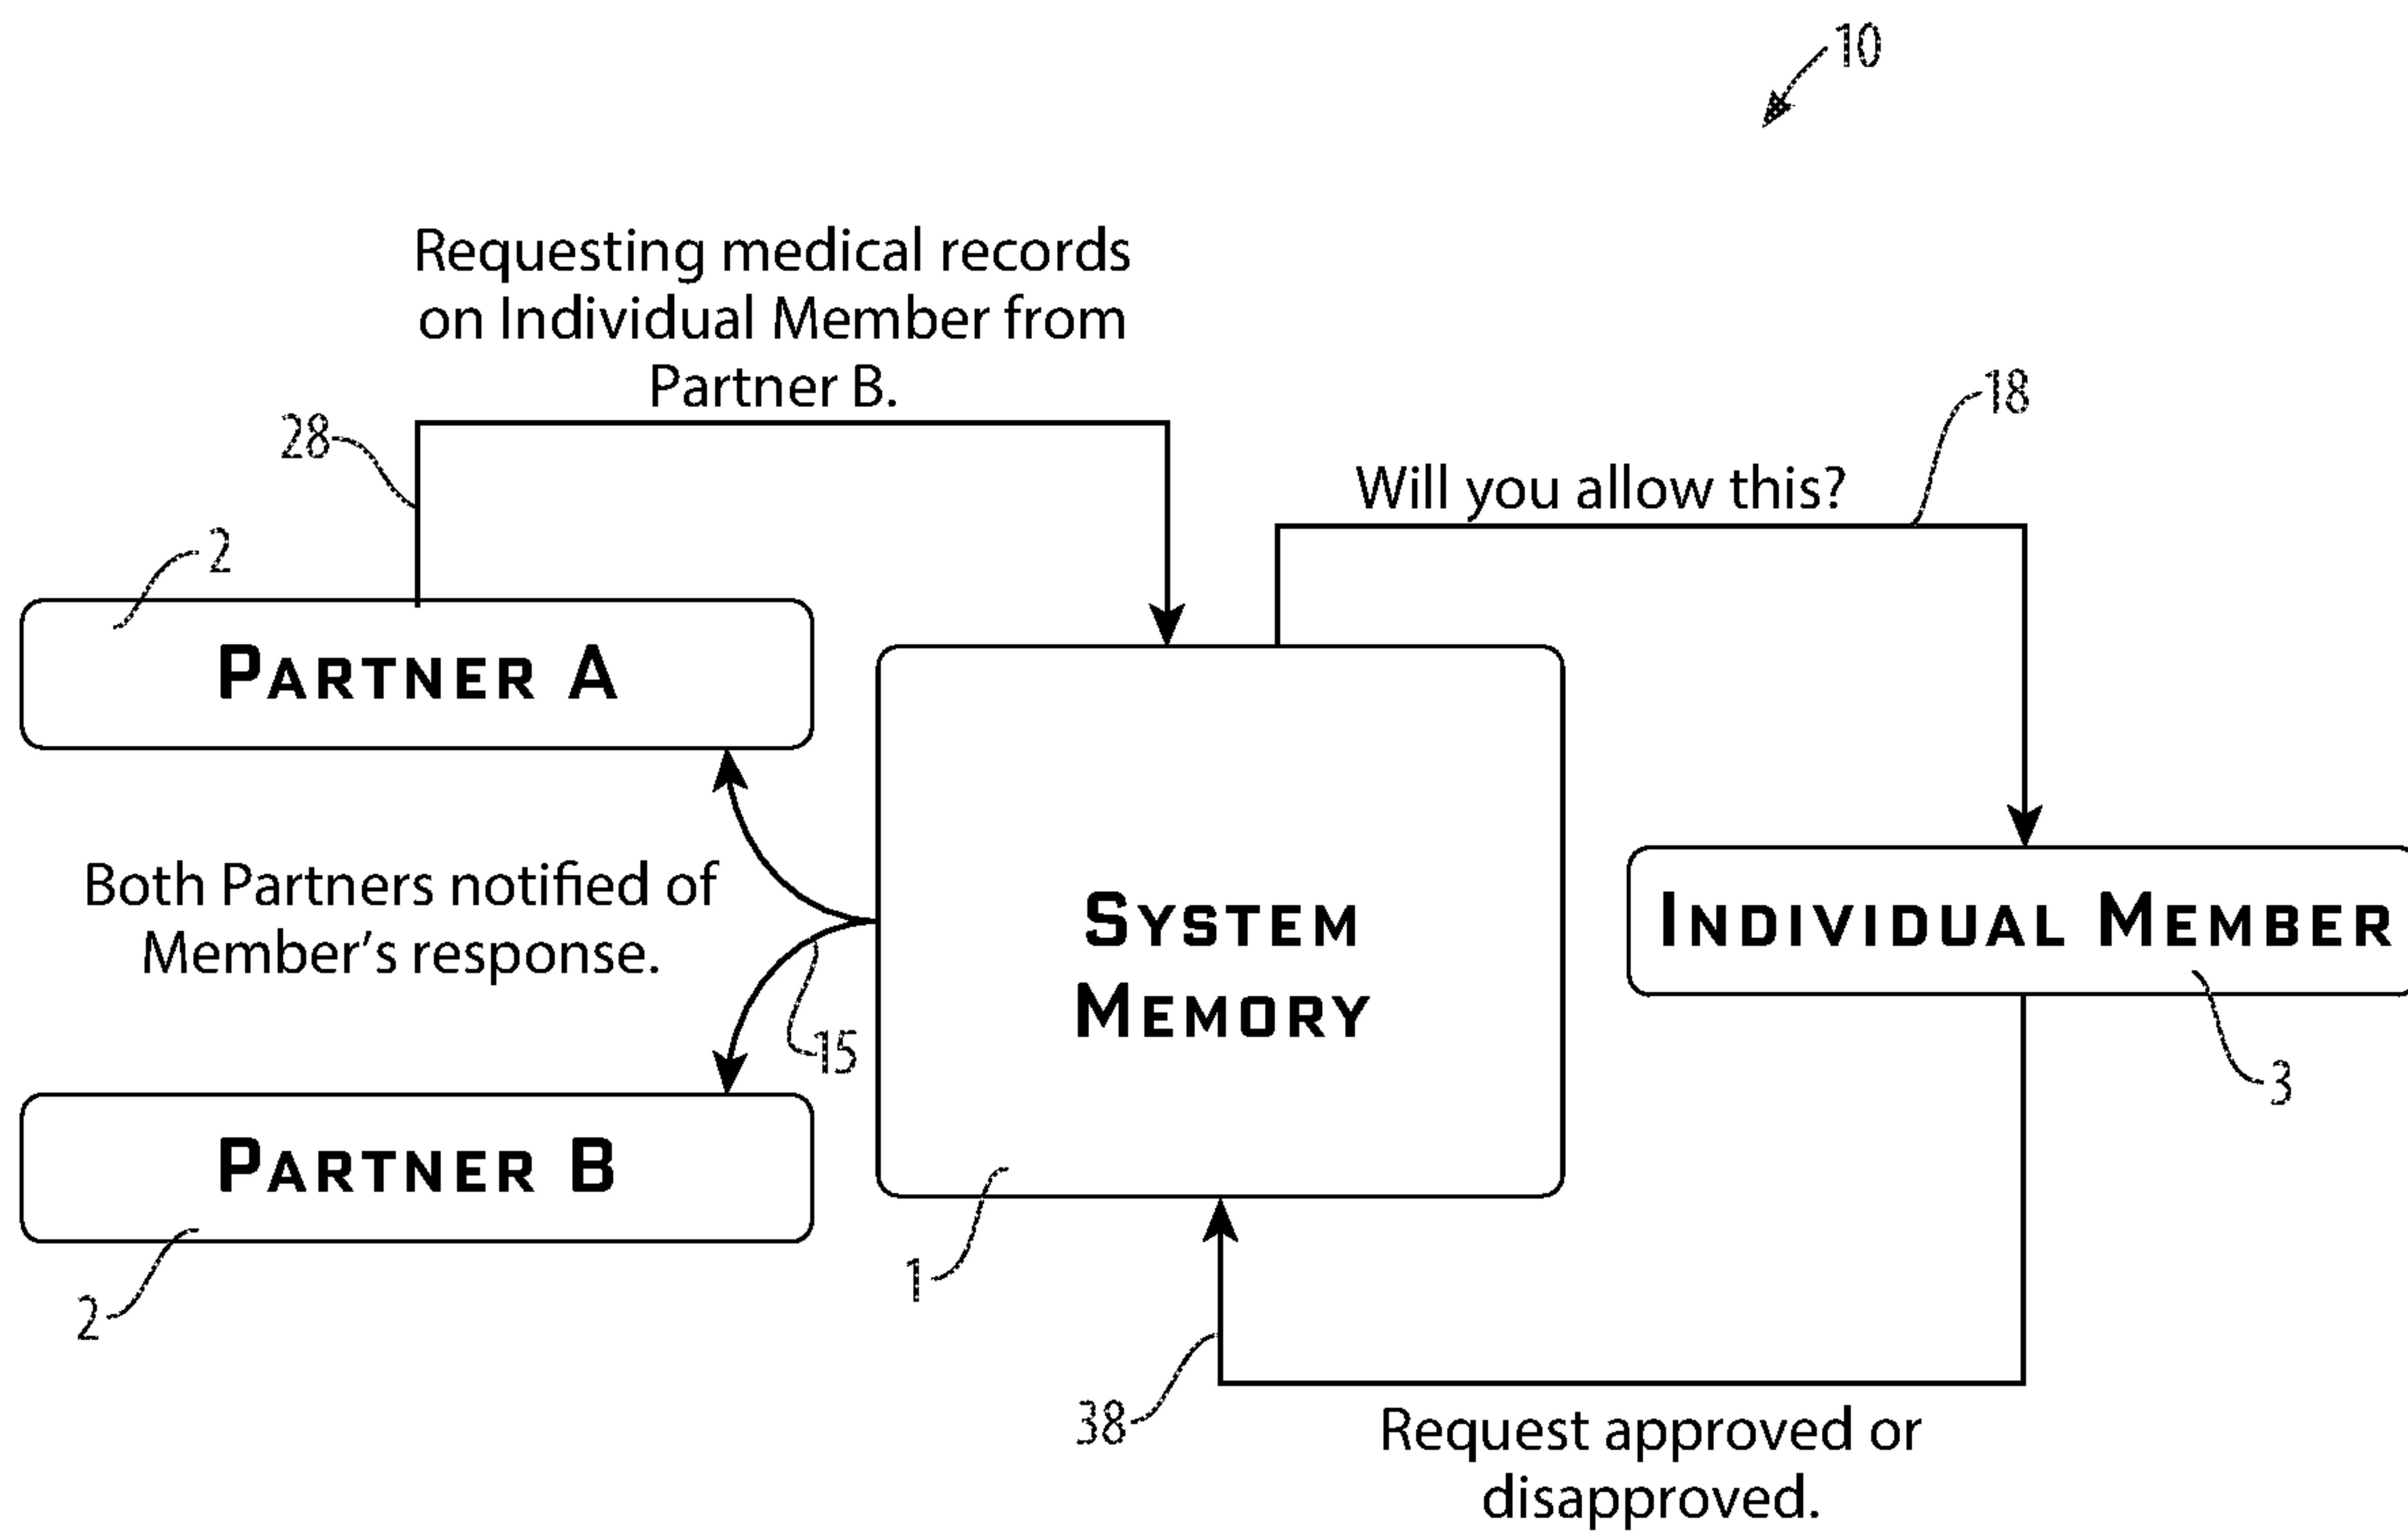 10
Requesting medical records
on Individual Member from
Partner B.
28
18
Will you allow this?
2
PARTNER A
SYSTEM
MEMORY
INDIVIDUAL MEMBER
Both Partners notified of
Member’s response.
15
3
PARTNER B
2
1
38
Request approved or
disapproved.